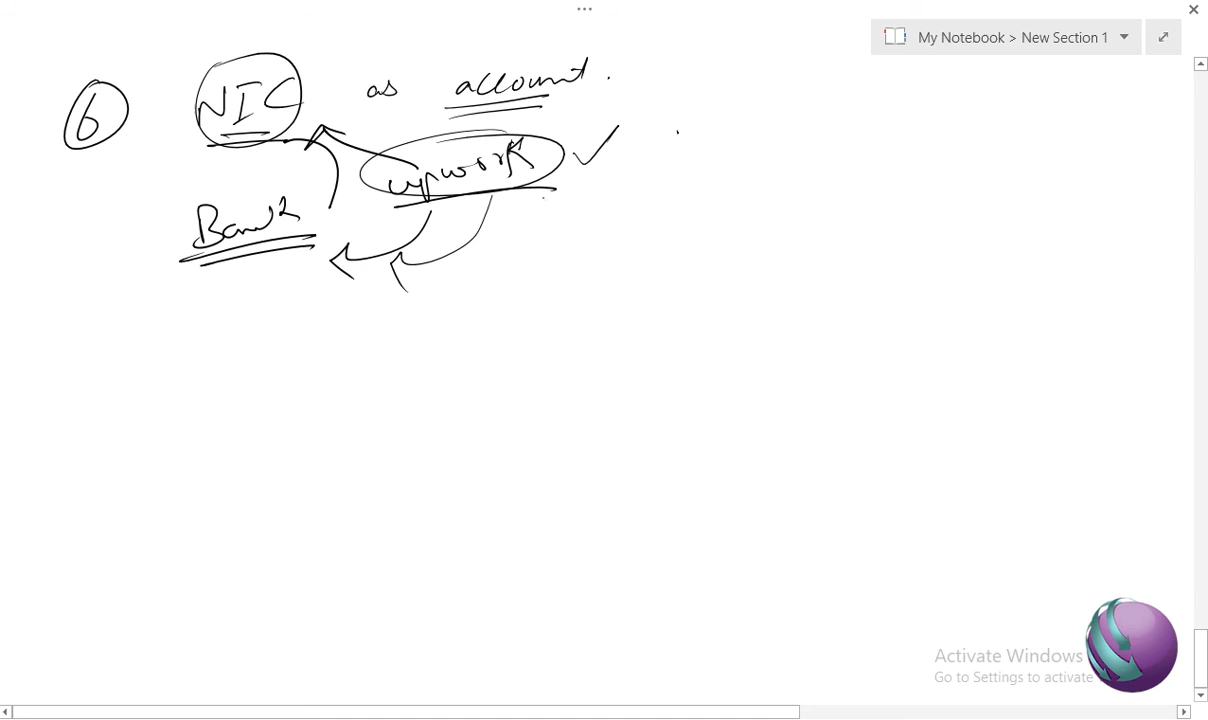 My Notebook > New Section 1
6 NIC as account.
upwork
Bank
Activate Windows
Go to Settings to activate